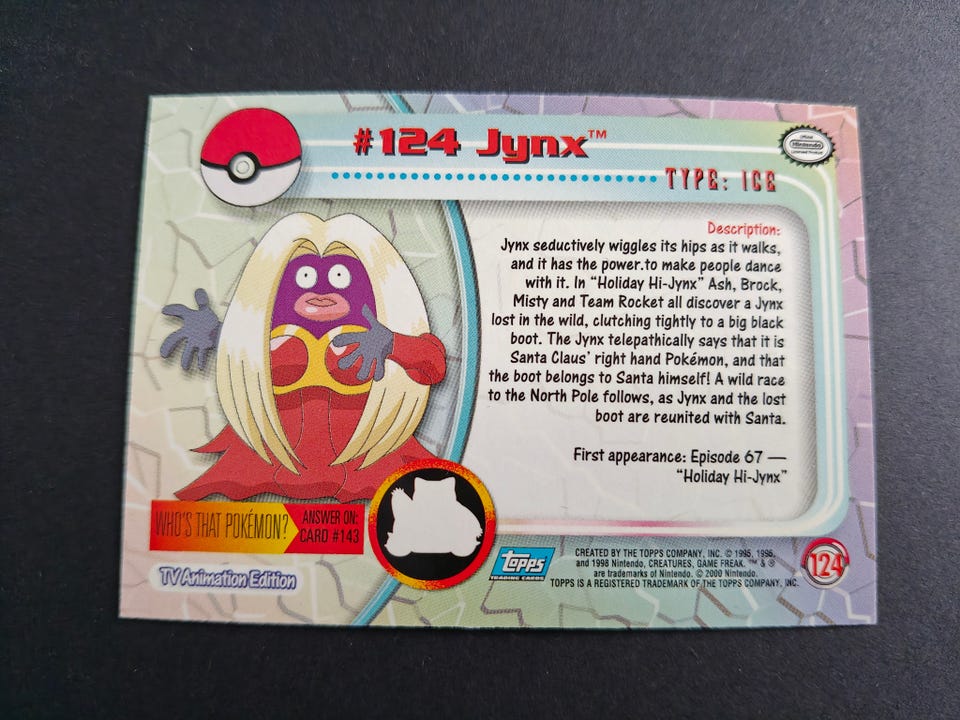 #124 Jynx™
Official
Nintendo
Licensed Product
TYPE: ICE
Description:
Jynx seductively wiggles its hips as it walks,
and it has the power.to make people dance
with it. In “Holiday Hi-Jynx” Ash, Brock,
Misty and Team Rocket all discover a Jynx
lost in the wild, clutching tightly to a big black
boot. The Jynx telepathically says that it is
Santa Claus’ right hand Pokémon, and that
the boot belongs to Santa himself! A wild race
to the North Pole follows, as Jynx and the lost
boot are reunited with Santa.
First appearance: Episode 67 —
“Holiday Hi-Jynx”
WHO'S THAT POKÉMON?
ANSWER ON:
CARD #143
TV Animation Edition
topps
TRADING CARDS
CREATED BY THE TOPPS COMPANY, INC. © 1995, 1996,
and 1998 Nintendo, CREATURES, GAME FREAK. ™ & ®
are trademarks of Nintendo. © 2000 Nintendo.
TOPPS IS A REGISTERED TRADEMARK OF THE TOPPS COMPANY, INC.
124